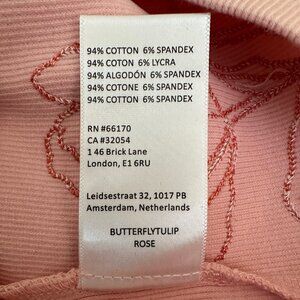 94% COTTON 6% SPANDEX
94% COTON 6% LYCRA
94% ALGODÓN 6% SPANDEX
94% COTONE 6% SPANDEX
94% COTTON 6% SPANDEX
RN #66170
CA #32054
1 46 Brick Lane
London, E1 6RU
Leidsestraat 32, 1017 PB
Amsterdam, Netherlands
BUTTERFLYTULIP
ROSE